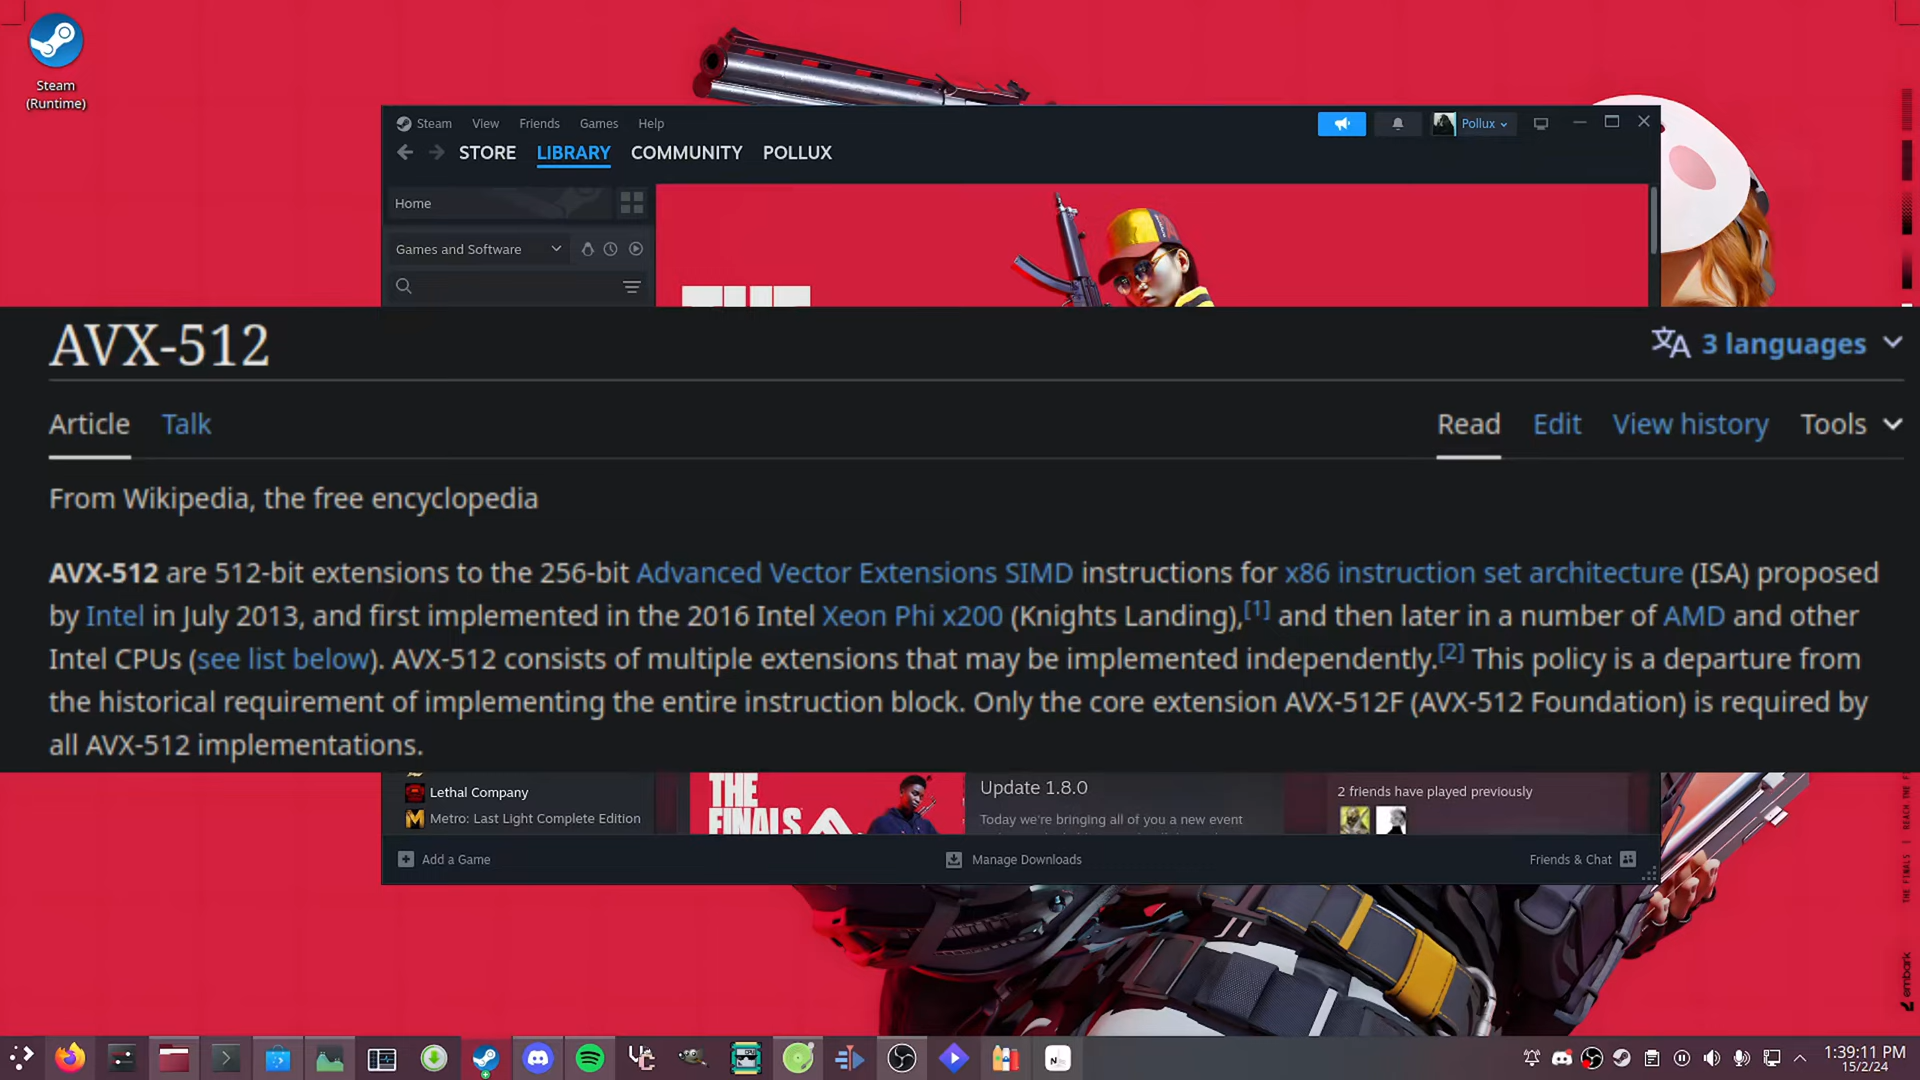 Steam
(Runtime)
Steam View Friends Games Help
Pollux
STORE LIBRARY COMMUNITY POLLUX
Home
Games and Software
AVX-512
3 languages
Article Talk
Read Edit View history Tools
From Wikipedia, the free encyclopedia
AVX-512 are 512-bit extensions to the 256-bit Advanced Vector Extensions SIMD instructions for x86 instruction set architecture (ISA) proposed
by Intel in July 2013, and first implemented in the 2016 Intel Xeon Phi x200 (Knights Landing),[1] and then later in a number of AMD and other
Intel CPUs (see list below). AVX-512 consists of multiple extensions that may be implemented independently.[2] This policy is a departure from
the historical requirement of implementing the entire instruction block. Only the core extension AVX-512F (AVX-512 Foundation) is required by
all AVX-512 implementations.
Lethal Company
Metro: Last Light Complete Edition
THE
FINALS
Update 1.8.0
Today we're bringing all of you a new event
2 friends have played previously
Add a Game
Manage Downloads
Friends & Chat
THE FINALS
embark
1:39:11 PM
15/2/24